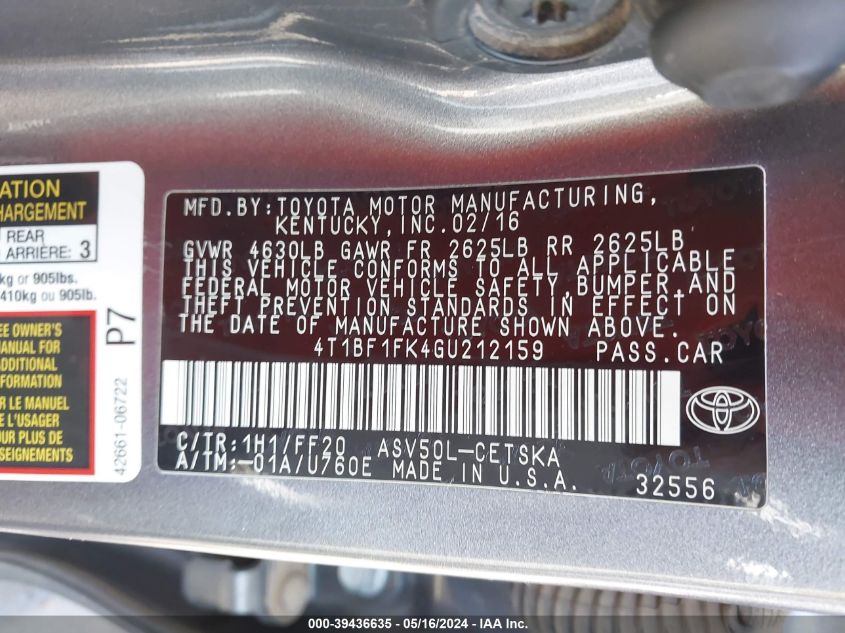 ATION
HARGEMENT
REAR
ARRIÈRE: 3
kg or 905lbs.
410kg ou 905lb.
EE OWNER'S
MANUAL FOR
ADDITIONAL
FORMATION
R LE MANUEL
E L'USAGER
OUR PLUS DE
P7
42661-06722
MFD.BY:TOYOTA MOTOR MANUFACTURING,
KENTUCKY, INC.02/16
GVWR 4630LB GAWR FR 2625LB RR 2625LB
THIS VEHICLE CONFORMS TO ALL APPLICABLE
FEDERAL MOTOR VEHICLE SAFETY, BUMPER, AND
THEFT PREVENTION STANDARDS IN EFFECT ON
THE DATE OF MANUFACTURE SHOWN ABOVE.
4T1BF1FK4GU212159 PASS.CAR
C/TR:1H1/FF20 ASV50L-CETSKA
A/TM:-01A/U760E MADE IN U.S.A.
32556
000-39436635 - 05/16/2024 - IAA Inc.